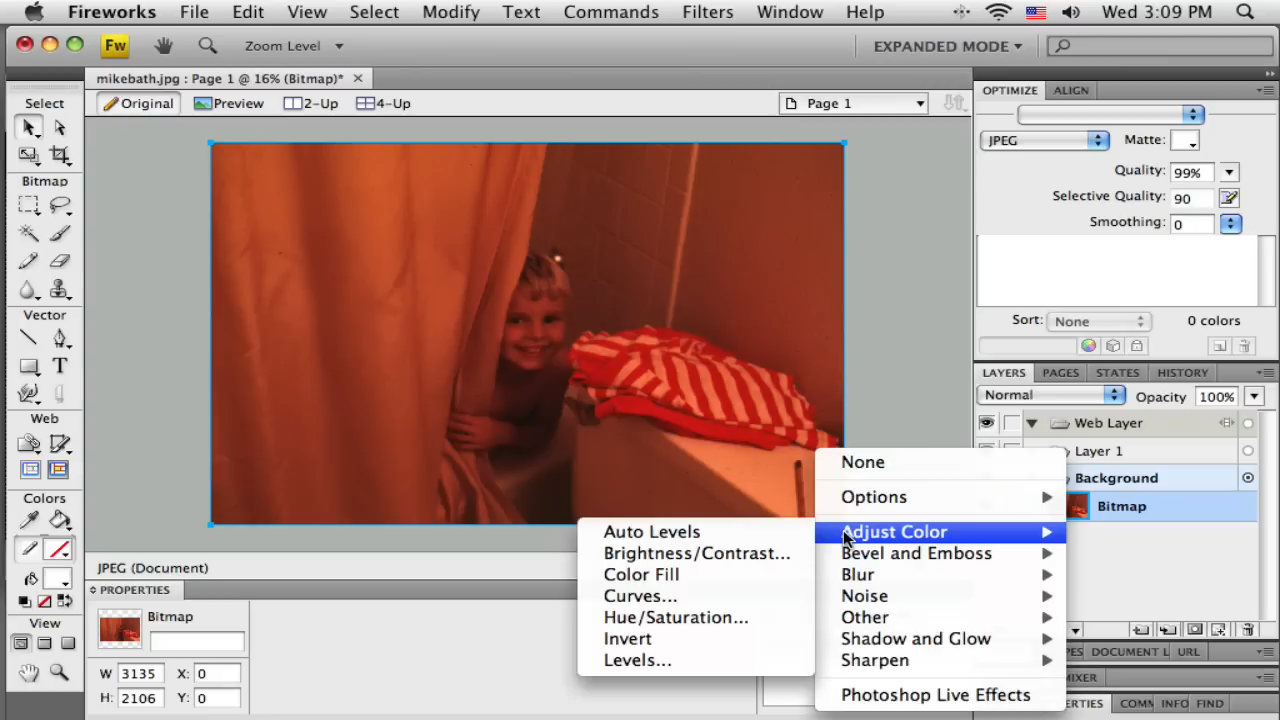 Fireworks File Edit View Select Modify Text Commands Filters Window Help Wed 3:09 PM
Fw Zoom Level EXPANDED MODE
mikebath.jpg : Page 1 @ 16% (Bitmap)*
Original Preview 2-Up 4-Up Page 1
Select
Bitmap
Vector
Web
Colors
View
OPTIMIZE ALIGN
JPEG Matte:
Quality: 99%
Selective Quality: 90
Smoothing: 0
Sort: None 0 colors
LAYERS PAGES STATES HISTORY
Normal Opacity 100%
Web Layer
Layer 1
Background
Bitmap
None
Options
Adjust Color
Bevel and Emboss
Blur
Noise
Other
Shadow and Glow
Sharpen
Photoshop Live Effects
Auto Levels
Brightness/Contrast...
Color Fill
Curves...
Hue/Saturation...
Invert
Levels...
JPEG (Document)
PROPERTIES
Bitmap
W 3135 X: 0
H: 2106 Y: 0
DOCUMENT L URL
IXER
ERTIES COMM INFO FIND